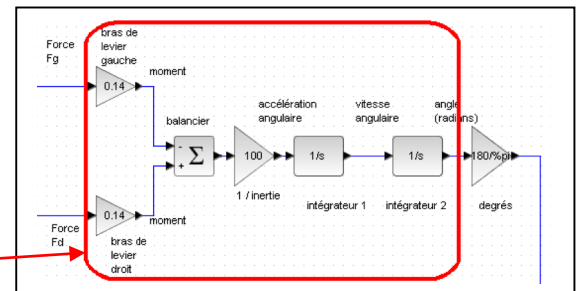 bras de
levier
gauche
Force
Fg
0.14
moment
balancier
accélération
angulaire
vitesse
angulaire
angle
(radians)
-
+
Σ
100
1/s
1/s
180/%pi
1 / inertie
intégrateur 1
intégrateur 2
degrés
0.14
moment
Force
Fd
bras de
levier
droit